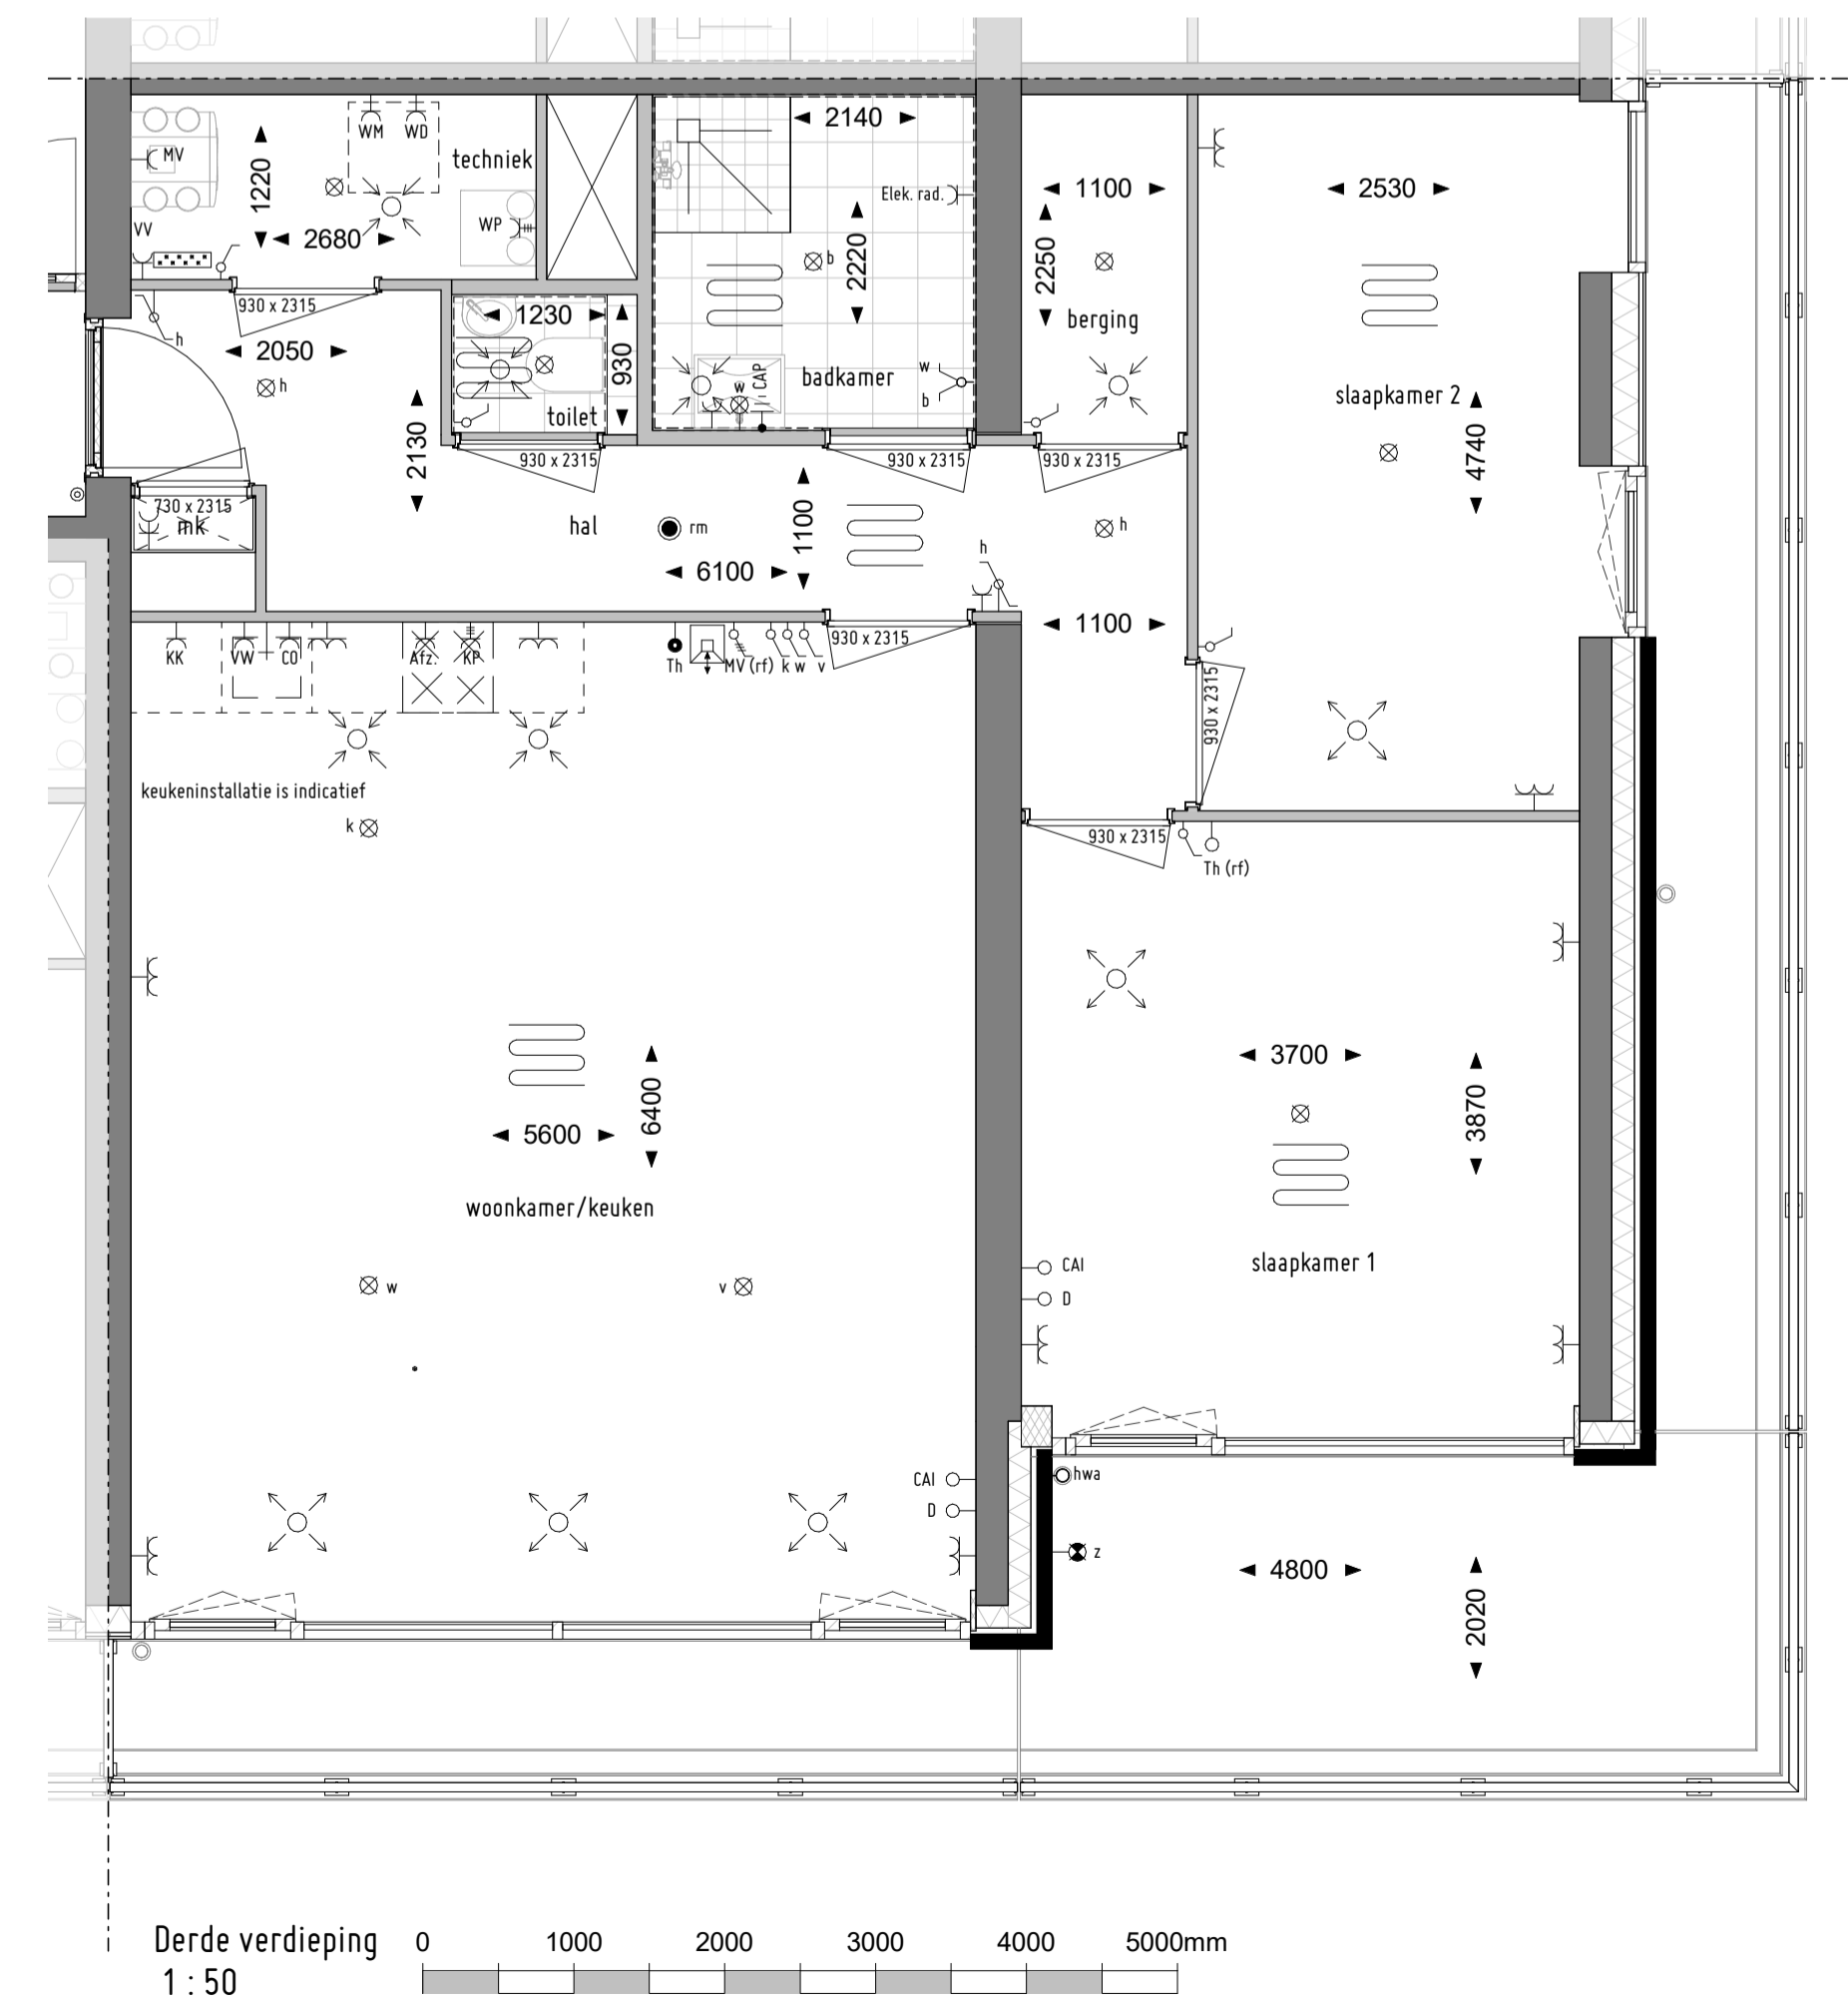 WM
WD
techniek
MV
1220
2680
WP
VV
2140
Elek. rad.
b
2220
1100
2250
berging
2530
930 x 2315
h
2050
h
1230
930
toilet
w
CAP
badkamer
w
b
slaapkamer 2
4740
2130
930 x 2315
930 x 2315
930 x 2315
730 x 2315
mk
hal
rm
1100
6100
h
h
1100
KK
VW
CO
Afz.
KP
Th
MV (rf)
k
w
v
930 x 2315
930 x 2315
keukeninstallatie is indicatief
k
930 x 2315
Th (rf)
5600
6400
woonkamer/keuken
3700
3870
slaapkamer 1
w
v
CAI
D
CAI
D
hwa
z
4800
2020
Derde verdieping
1 : 50
0
1000
2000
3000
4000
5000mm